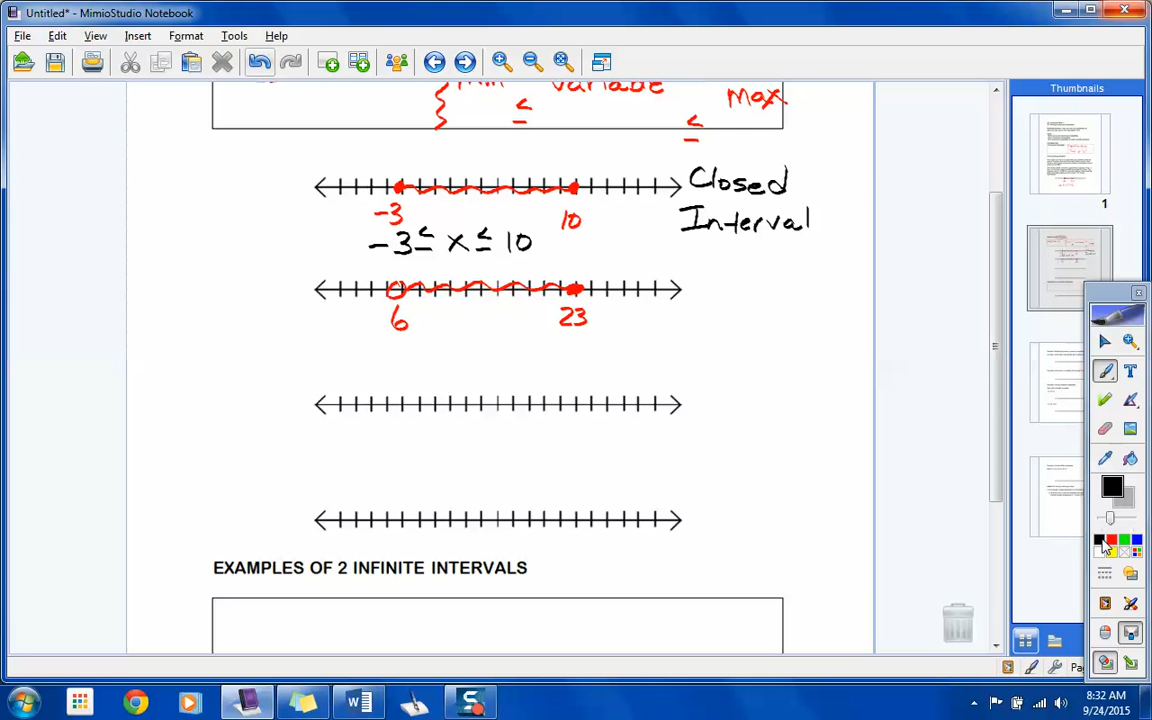 Untitled* - MimioStudio Notebook
File Edit View Insert Format Tools Help
Thumbnails
variable
≤
Max
≤
Closed
Interval
-3 10
-3 ≤ x ≤ 10
6 23
EXAMPLES OF 2 INFINITE INTERVALS
1
8:32 AM
9/24/2015